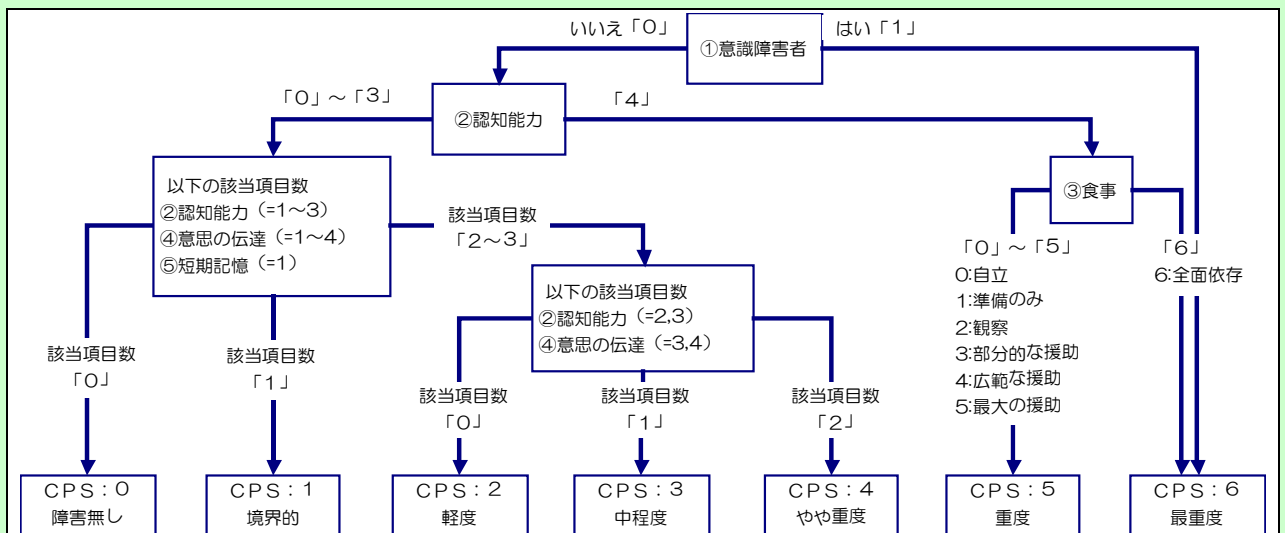 いいえ「0」
はい「1」
①意識障害者
「0」～「3」
②認知能力
「4」
以下の該当項目数
②認知能力（=1～3）
④意思の伝達（=1～4）
⑤短期記憶（=1）
③食事
該当項目数
「2～3」
「0」～「5」
0:自立
1:準備のみ
2:観察
3:部分的な援助
4:広範な援助
5:最大の援助
「6」
6:全面依存
以下の該当項目数
②認知能力（=2,3）
④意思の伝達（=3,4）
該当項目数
「0」
該当項目数
「1」
該当項目数
「0」
該当項目数
「1」
該当項目数
「2」
CPS：0
障害無し
CPS：1
境界的
CPS：2
軽度
CPS：3
中程度
CPS：4
やや重度
CPS：5
重度
CPS：6
最重度